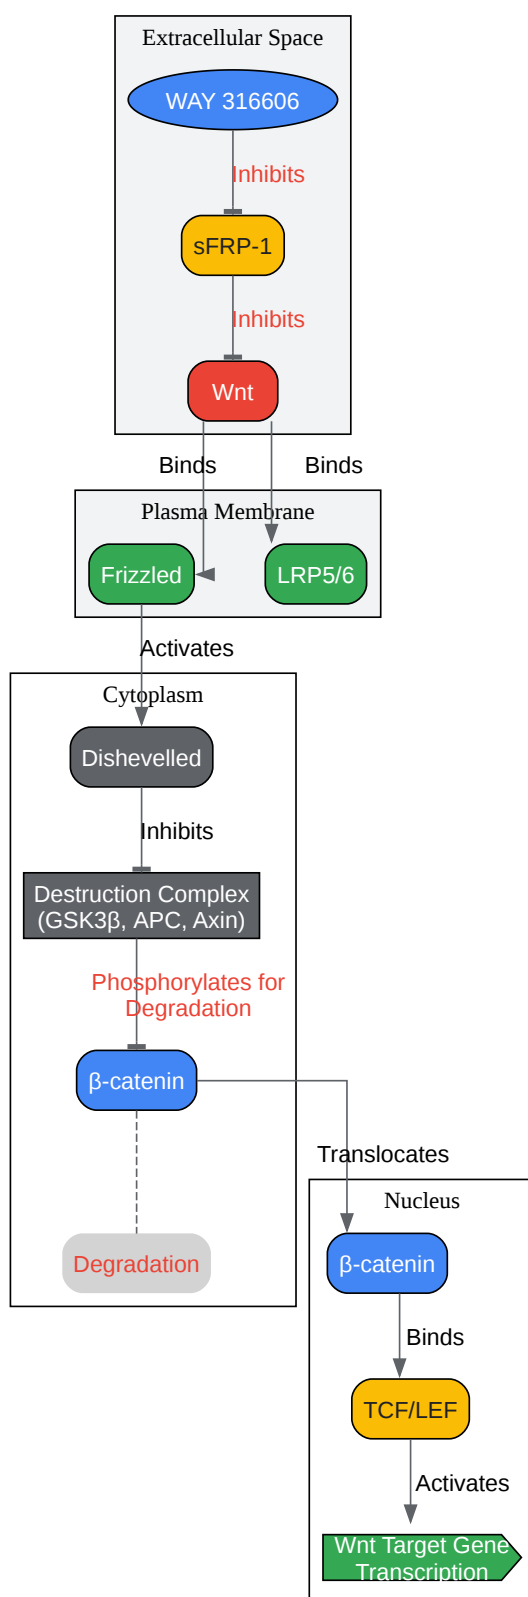 Extracellular Space
WAY 316606
Inhibits
sFRP-1
Inhibits
Wnt
Binds
Binds
Plasma Membrane
Frizzled
LRP5/6
Activates
Cytoplasm
Dishevelled
Inhibits
Destruction Complex
(GSK3β, APC, Axin)
Phosphorylates for
Degradation
β-catenin
Translocates
Nucleus
Degradation
β-catenin
Binds
TCF/LEF
Activates
Wnt Target Gene
Transcription